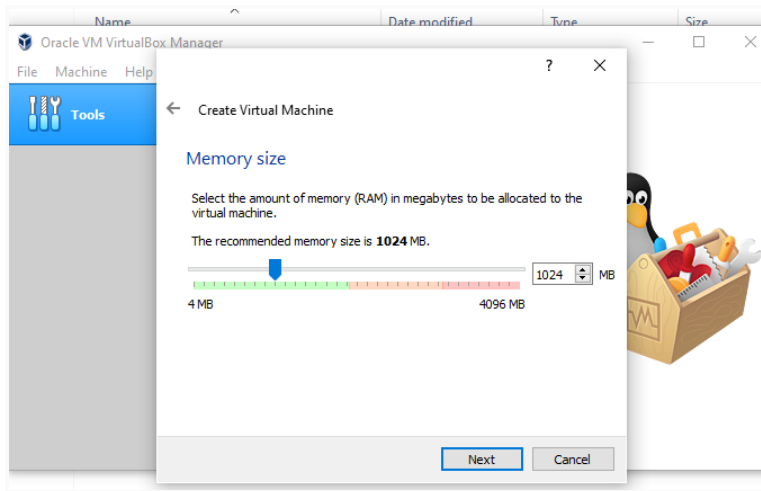 Name Date modified Type Size
Oracle VM VirtualBox Manager
?
File Machine Help
Tools
Create Virtual Machine
Memory size
Select the amount of memory (RAM) in megabytes to be allocated to the
virtual machine.
The recommended memory size is 1024 MB.
1024 MB
4 MB 4096 MB
Next Cancel